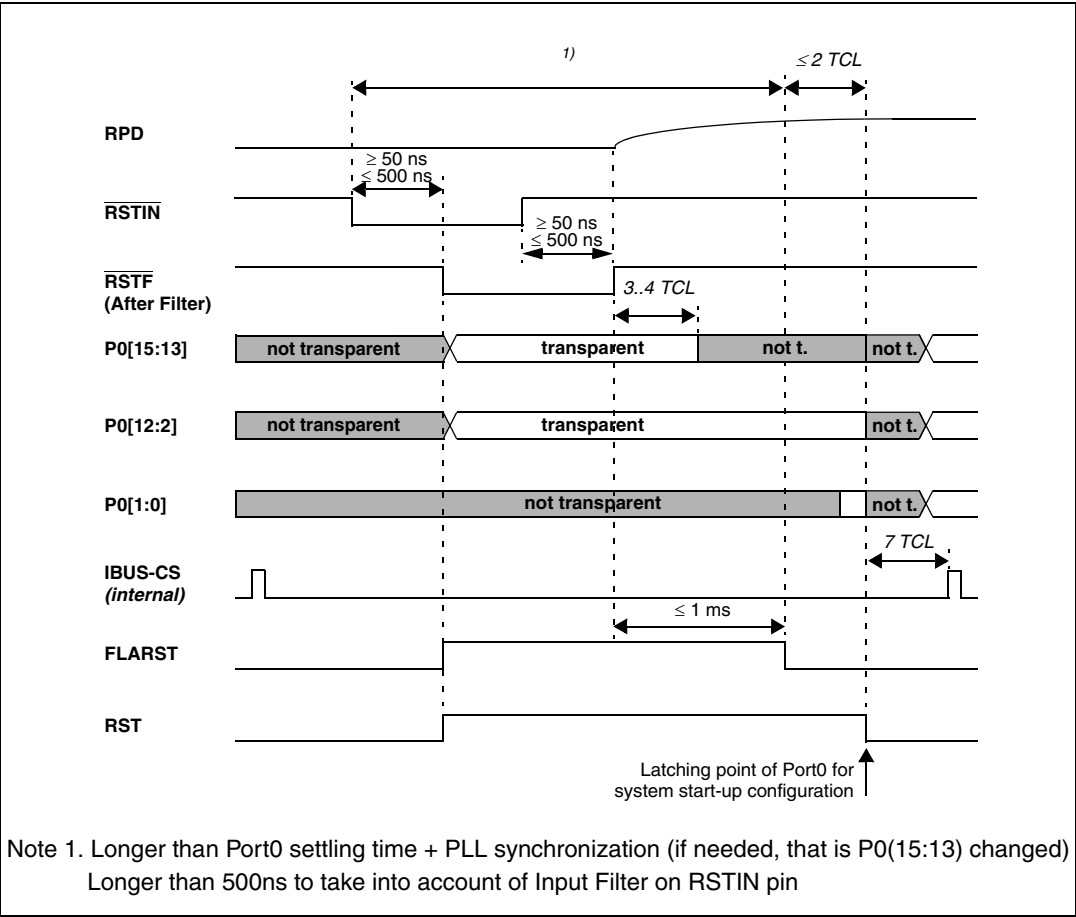 1)
≤ 2 TCL
RPD
≥ 50 ns
≤ 500 ns
RSTIN
≥ 50 ns
≤ 500 ns
RSTF
(After Filter)
3..4 TCL
P0[15:13]
not transparent
transparent
not t.
not t.
P0[12:2]
not transparent
transparent
not t.
P0[1:0]
not transparent
not t.
7 TCL
IBUS-CS
(internal)
≤ 1 ms
FLARST
RST
Latching point of Port0 for
system start-up configuration
Note 1. Longer than Port0 settling time + PLL synchronization (if needed, that is P0(15:13) changed)
Longer than 500ns to take into account of Input Filter on RSTIN pin